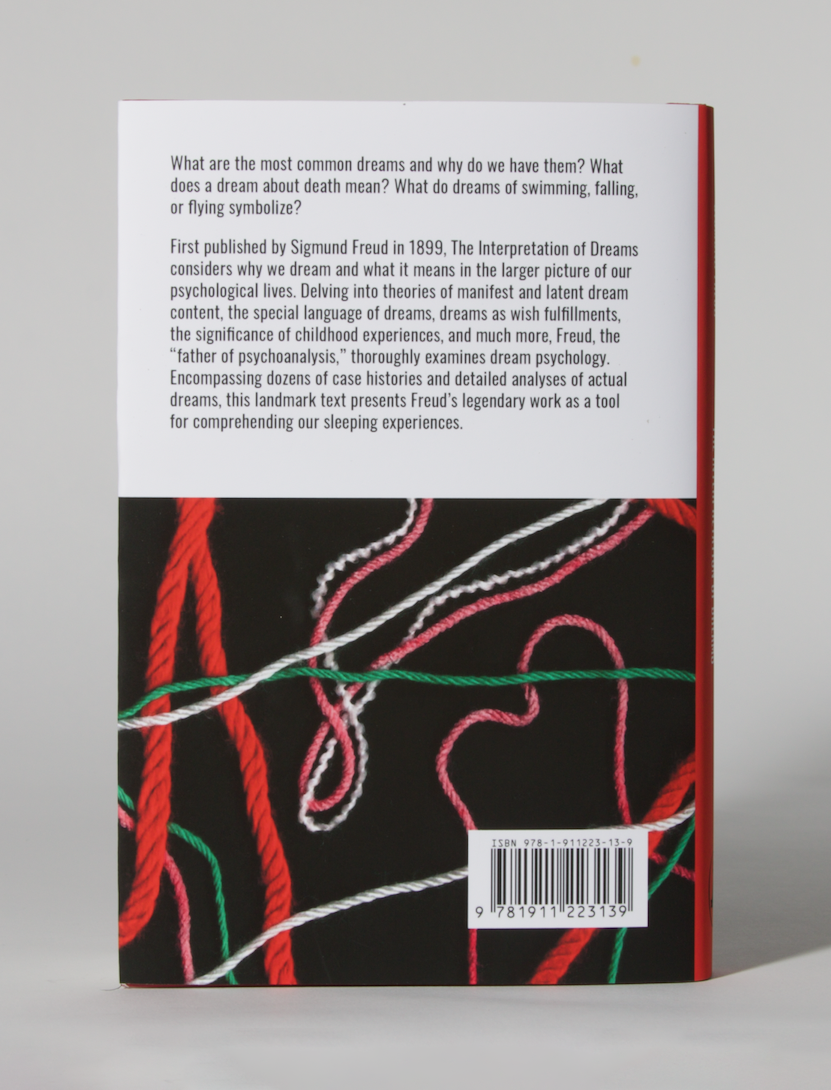 What are the most common dreams and why do we have them? What
does a dream about death mean? What do dreams of swimming, falling,
or flying symbolize?
First published by Sigmund Freud in 1899, The Interpretation of Dreams
considers why we dream and what it means in the larger picture of our
psychological lives. Delving into theories of manifest and latent dream
content, the special language of dreams, dreams as wish fulfillments,
the significance of childhood experiences, and much more, Freud, the
“father of psychoanalysis,” thoroughly examines dream psychology.
Encompassing dozens of case histories and detailed analyses of actual
dreams, this landmark text presents Freud’s legendary work as a tool
for comprehending our sleeping experiences.
ISBN 978-1-911223-13-9
9 781911 223139